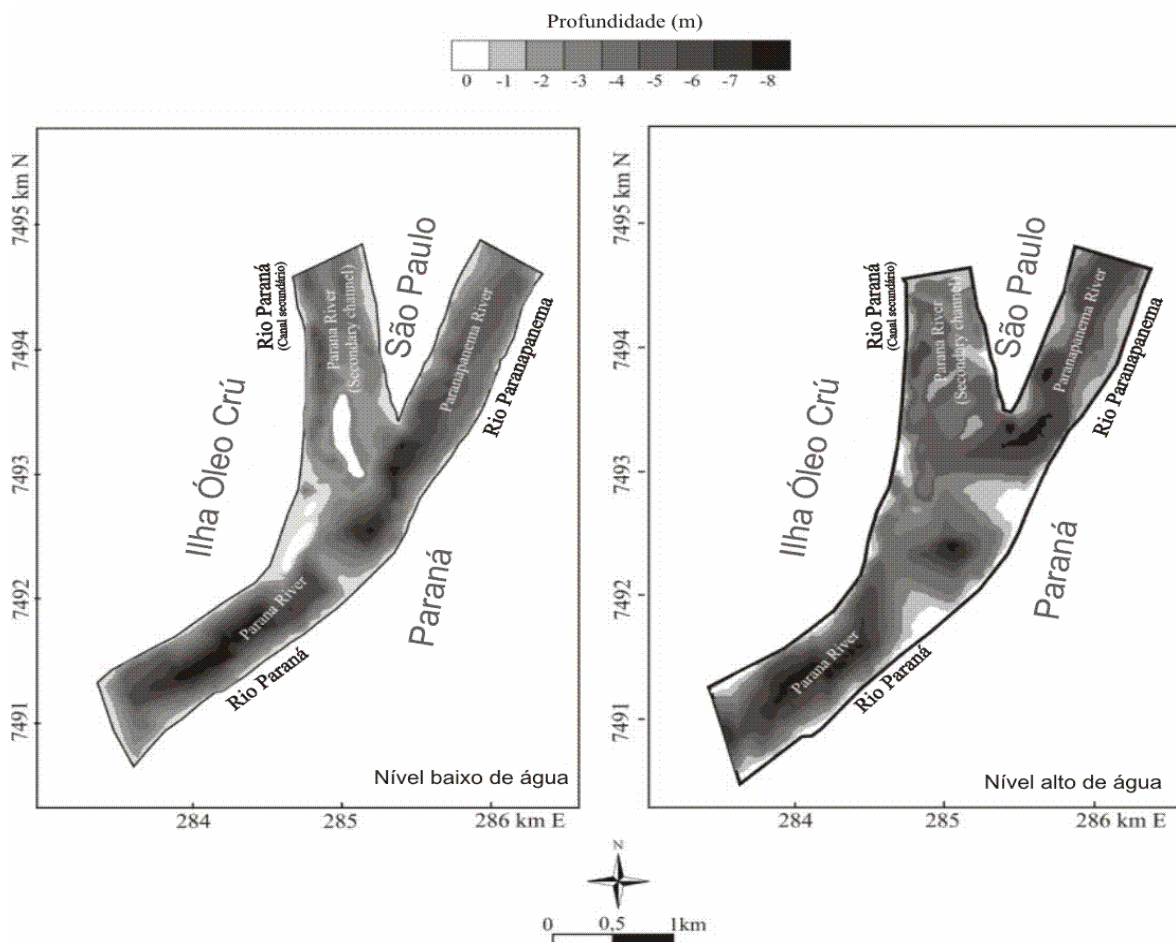 Profundidade (m)
0 -1 -2 -3 -4 -5 -6 -7 -8
7495 km N
7494
7493
7492
7491
Rio Paraná
(Canal secundário)
Parana River
(Secondary channel)
São Paulo
Paranapanema River
Rio Paranapanema
Ilha Óleo Crú
Paraná
Parana River
Rio Paraná
Nível baixo de água
284 285 286 km E
7495 km N
7494
7493
7492
7491
Rio Paraná
(Canal secundário)
Parana River
(Secondary channel)
São Paulo
Paranapanema River
Rio Paranapanema
Ilha Óleo Crú
Paraná
Parana River
Rio Paraná
Nível alto de água
284 285 286 km E
N
0 0,5 1km